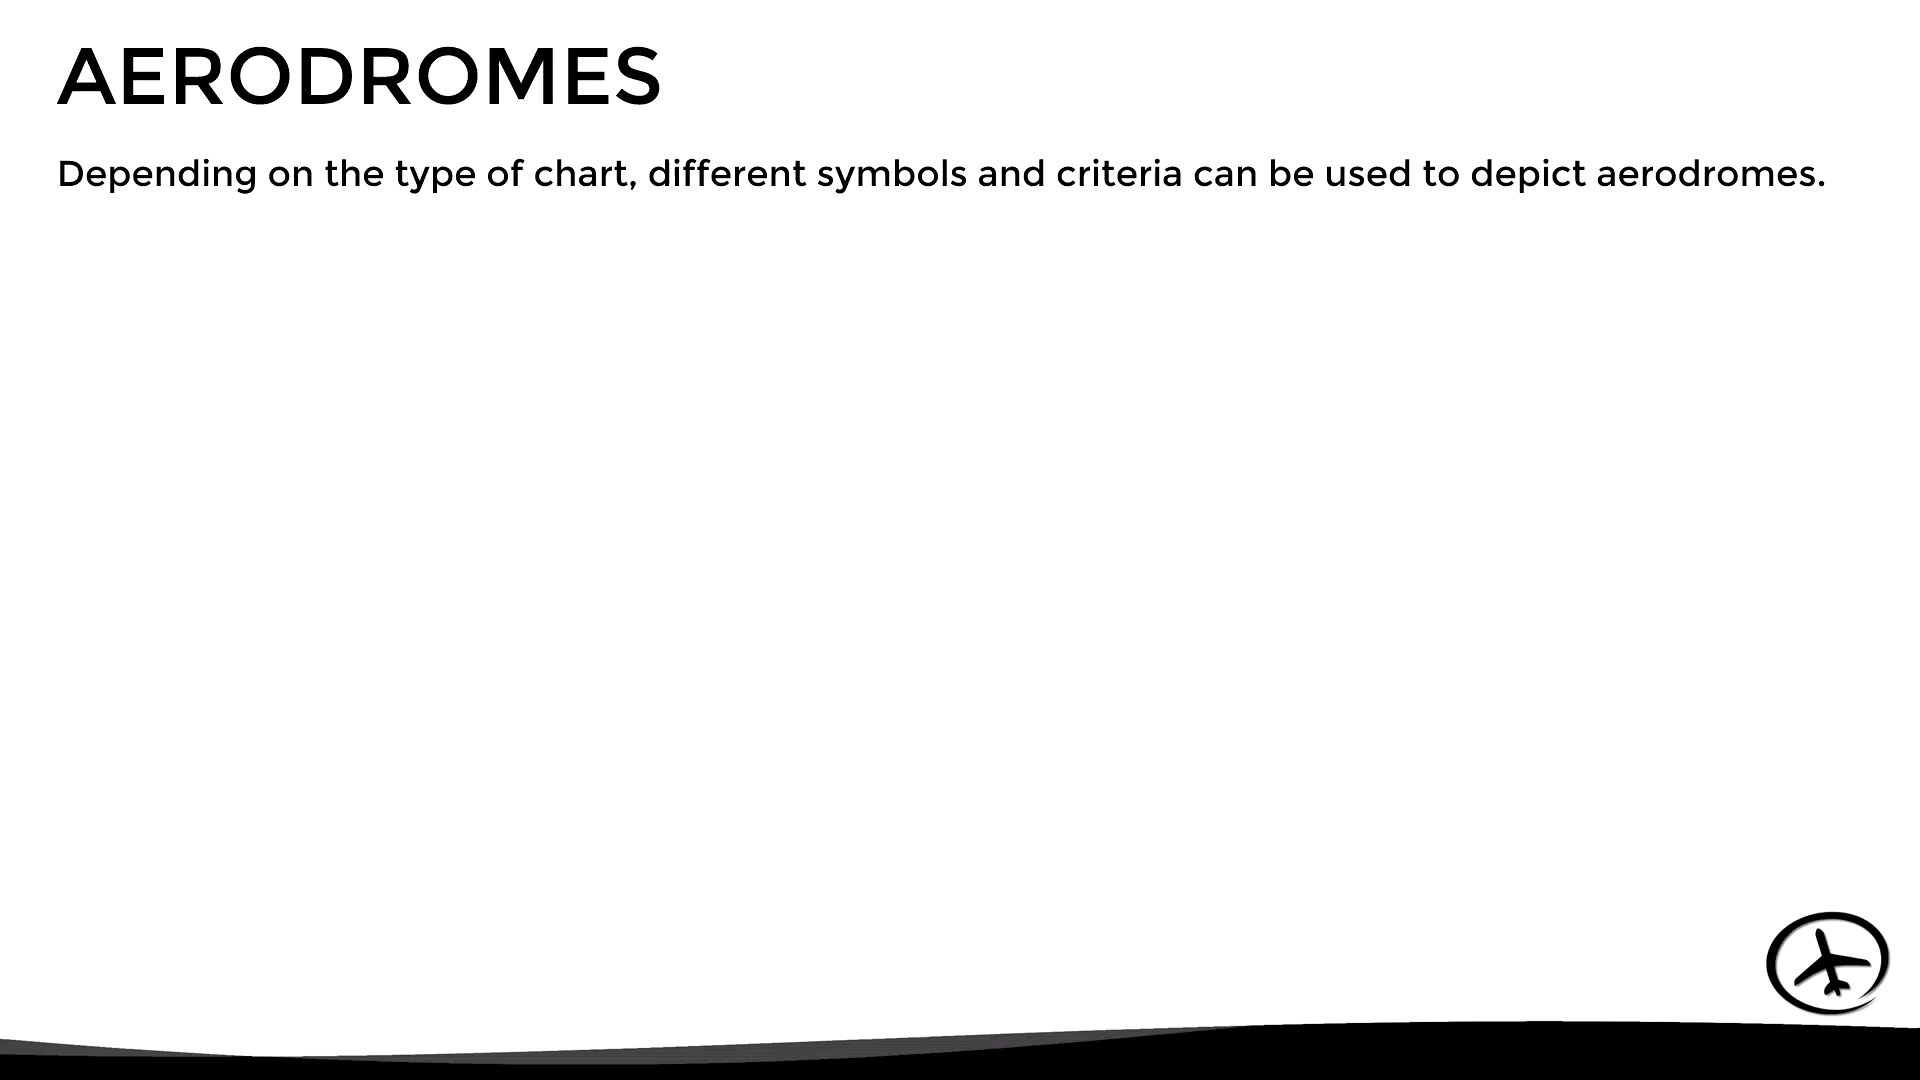 AERODROMES
Depending on the type of chart, different symbols and criteria can be used to depict aerodromes.